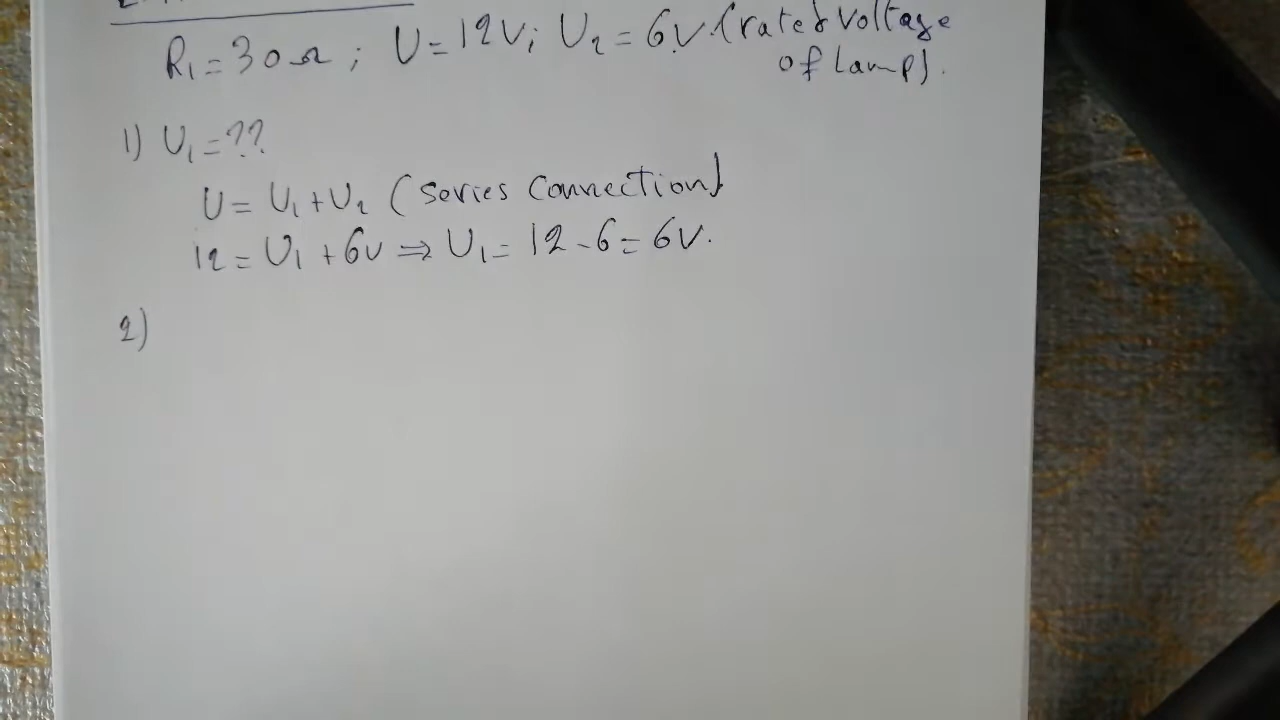 R₁ = 30Ω ; U = 12V; U₂ = 6V. (rated voltage
of lamp).
1) U₁ = ??
U = U₁ + U₂ (series connection)
12 = U₁ + 6V ⇒ U₁ = 12 - 6 = 6V.
2)